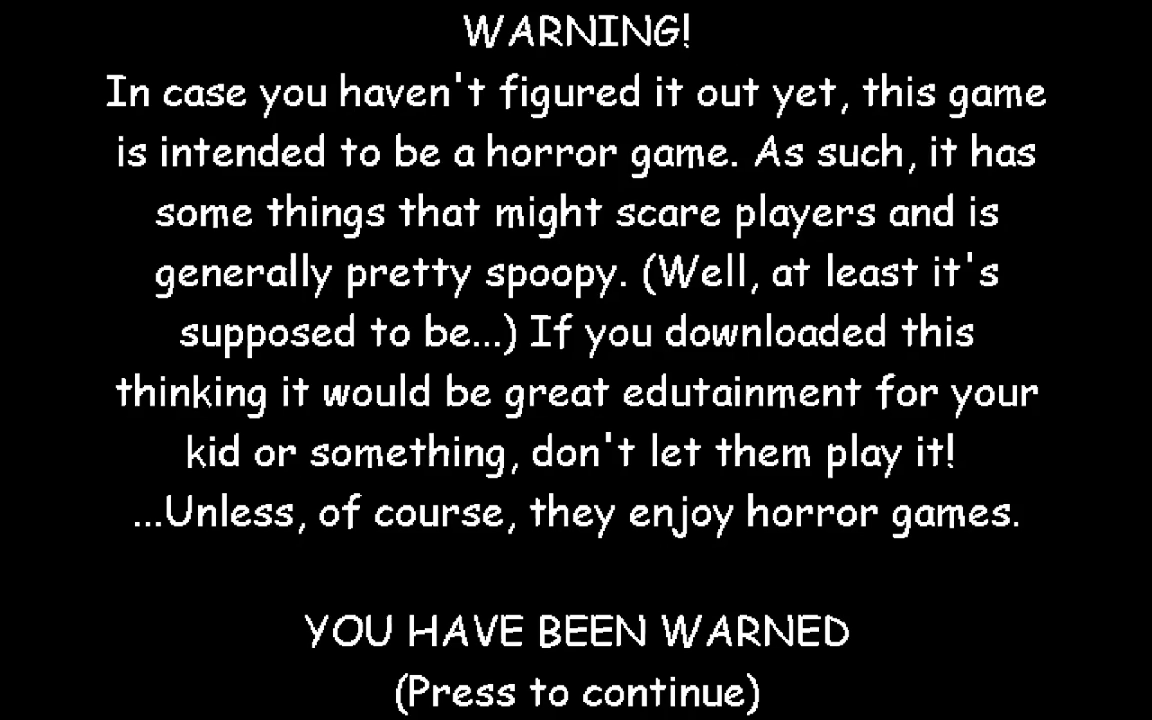 WARNING!
In case you haven't figured it out yet, this game
is intended to be a horror game. As such, it has
some things that might scare players and is
generally pretty spoopy. (Well, at least it's
supposed to be...) If you downloaded this
thinking it would be great edutainment for your
kid or something, don't let them play it!
...Unless, of course, they enjoy horror games.
YOU HAVE BEEN WARNED
(Press to continue)